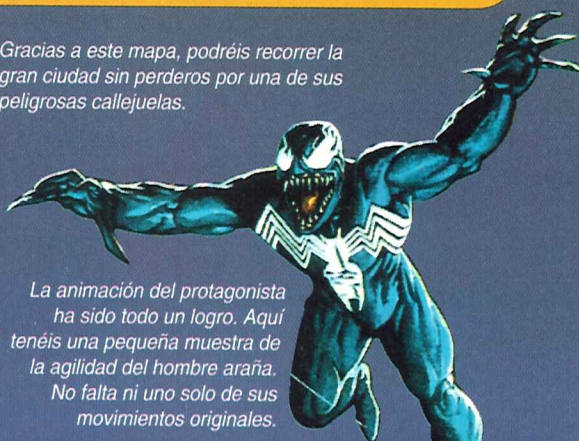 Gracias a este mapa, podréis recorrer la
gran ciudad sin perderos por una de sus
peligrosas callejuelas.
La animación del protagonista
ha sido todo un logro. Aquí
tenéis una pequeña muestra de
la agilidad del hombre araña.
No falta ni uno solo de sus
movimientos originales.